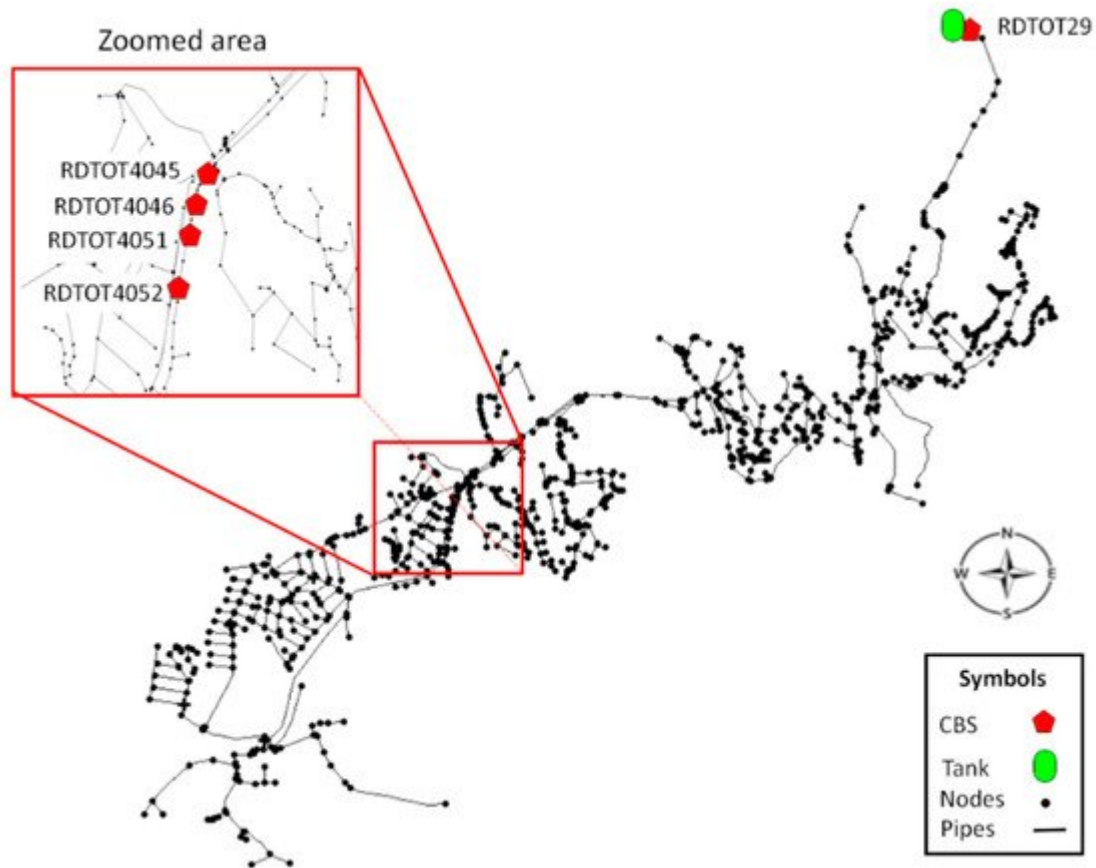 Zoomed area
RDTOT29
RDTOT4045
RDTOT4046
RDTOT4051
RDTOT4052
N
W E
S
Symbols
CBS
Tank
Nodes
Pipes